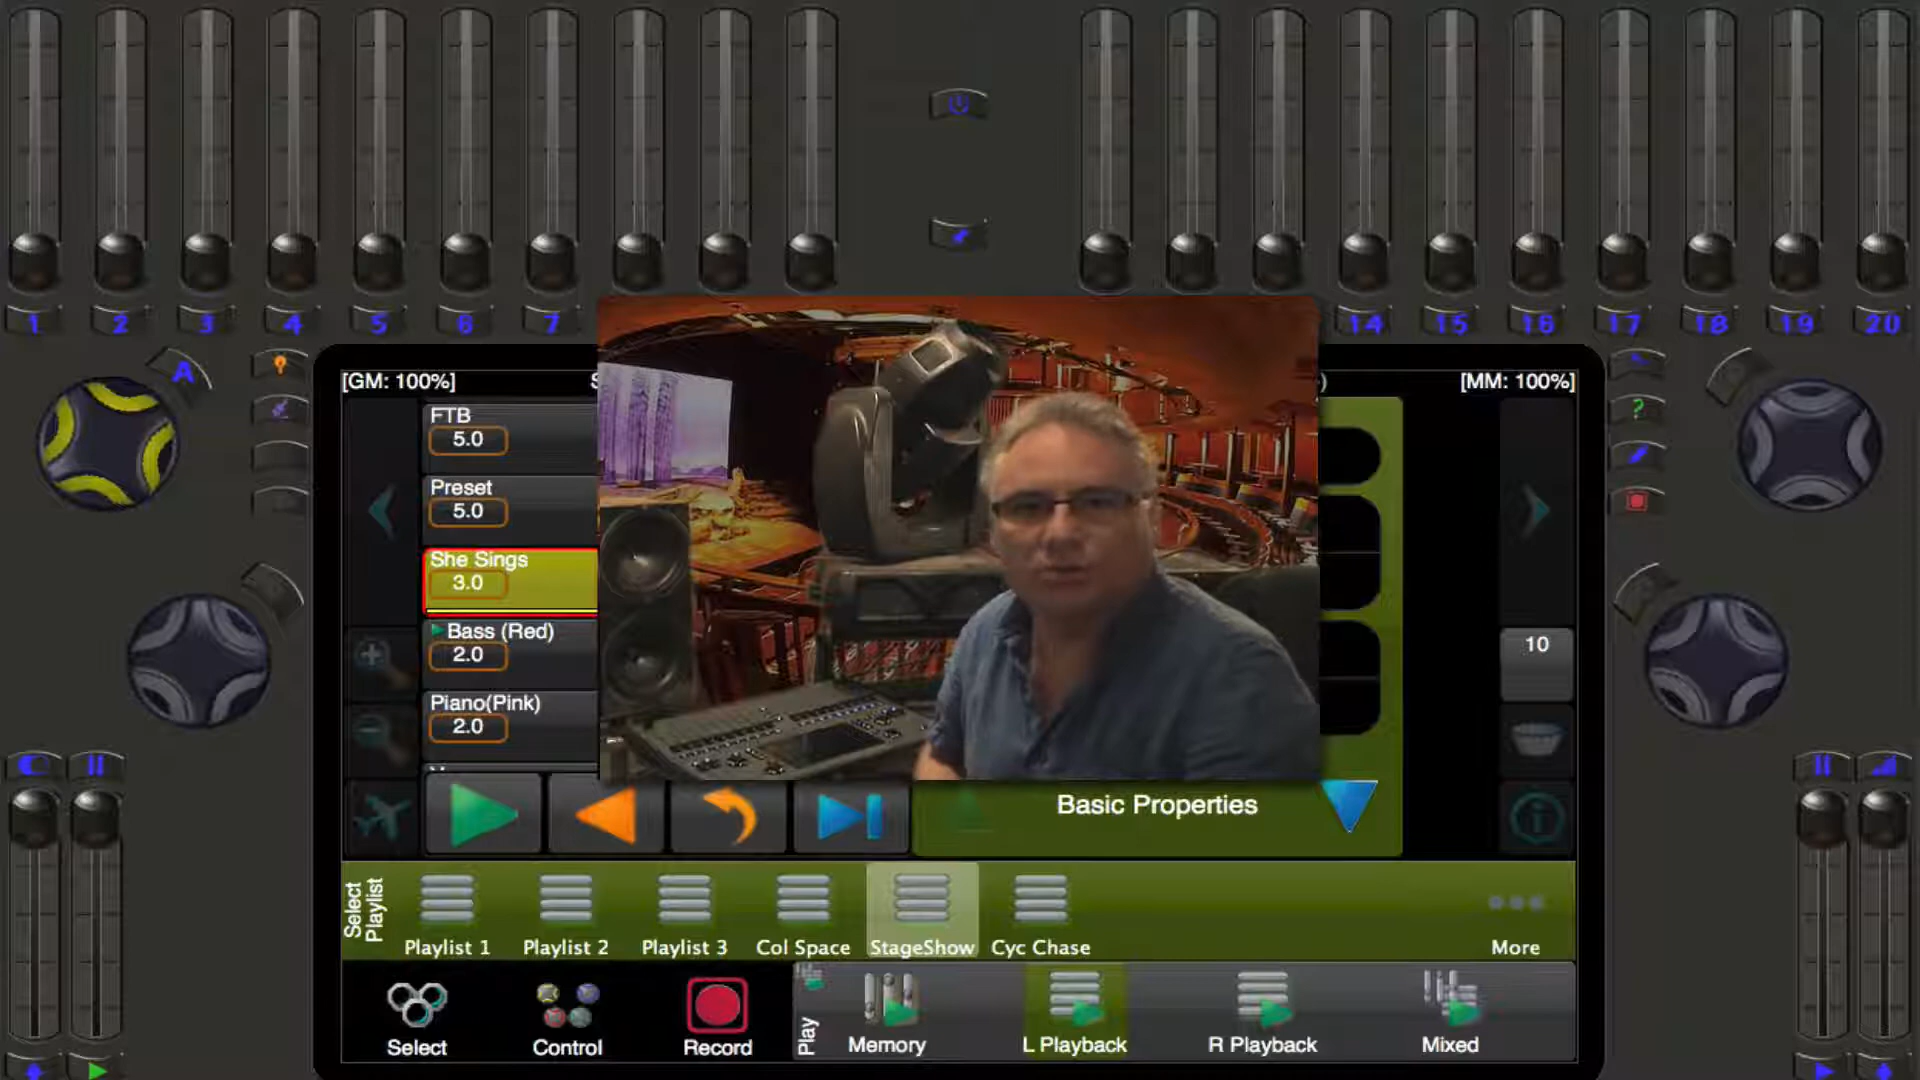 1 2 3 4 5 6 7 14 15 16 17 18 19 20
A
?
[GM: 100%]
[MM: 100%]
FTB
5.0
Preset
5.0
She Sings
3.0
Bass (Red)
2.0
Piano(Pink)
2.0
10
Basic Properties
Select
Playlist
Playlist 1
Playlist 2
Playlist 3
Col Space
StageShow
Cyc Chase
More
Select
Control
Record
Play
Memory
L Playback
R Playback
Mixed